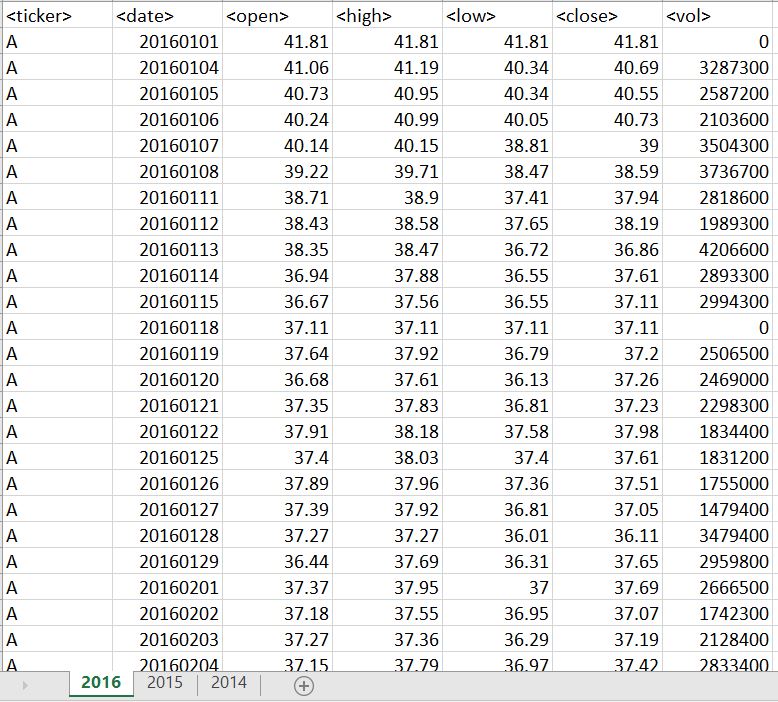 <ticker> <date> <open> <high> <low> <close> <vol>
A 20160101 41.81 41.81 41.81 41.81 0
A 20160104 41.06 41.19 40.34 40.69 3287300
A 20160105 40.73 40.95 40.34 40.55 2587200
A 20160106 40.24 40.99 40.05 40.73 2103600
A 20160107 40.14 40.15 38.81 39 3504300
A 20160108 39.22 39.71 38.47 38.59 3736700
A 20160111 38.71 38.9 37.41 37.94 2818600
A 20160112 38.43 38.58 37.65 38.19 1989300
A 20160113 38.35 38.47 36.72 36.86 4206600
A 20160114 36.94 37.88 36.55 37.61 2893300
A 20160115 36.67 37.56 36.55 37.11 2994300
A 20160118 37.11 37.11 37.11 37.11 0
A 20160119 37.64 37.92 36.79 37.2 2506500
A 20160120 36.68 37.61 36.13 37.26 2469000
A 20160121 37.35 37.83 36.81 37.23 2298300
A 20160122 37.91 38.18 37.58 37.98 1834400
A 20160125 37.4 38.03 37.4 37.61 1831200
A 20160126 37.89 37.96 37.36 37.51 1755000
A 20160127 37.39 37.92 36.81 37.05 1479400
A 20160128 37.27 37.27 36.01 36.11 3479400
A 20160129 36.44 37.69 36.31 37.65 2959800
A 20160201 37.37 37.95 37 37.69 2666500
A 20160202 37.18 37.55 36.95 37.07 1742300
A 20160203 37.27 37.36 36.29 37.19 2128400
A 20160204 37.15 37.79 36.97 37.42 2833400
2016 2015 2014